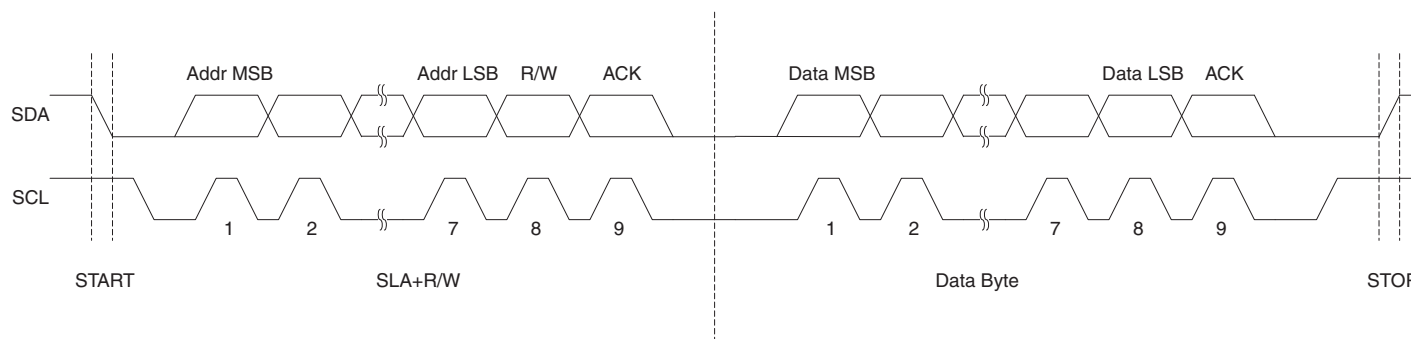 Addr MSB Addr LSB R/W ACK Data MSB Data LSB ACK
SDA
SCL
1 2 7 8 9 1 2 7 8 9
START SLA+R/W Data Byte STOP